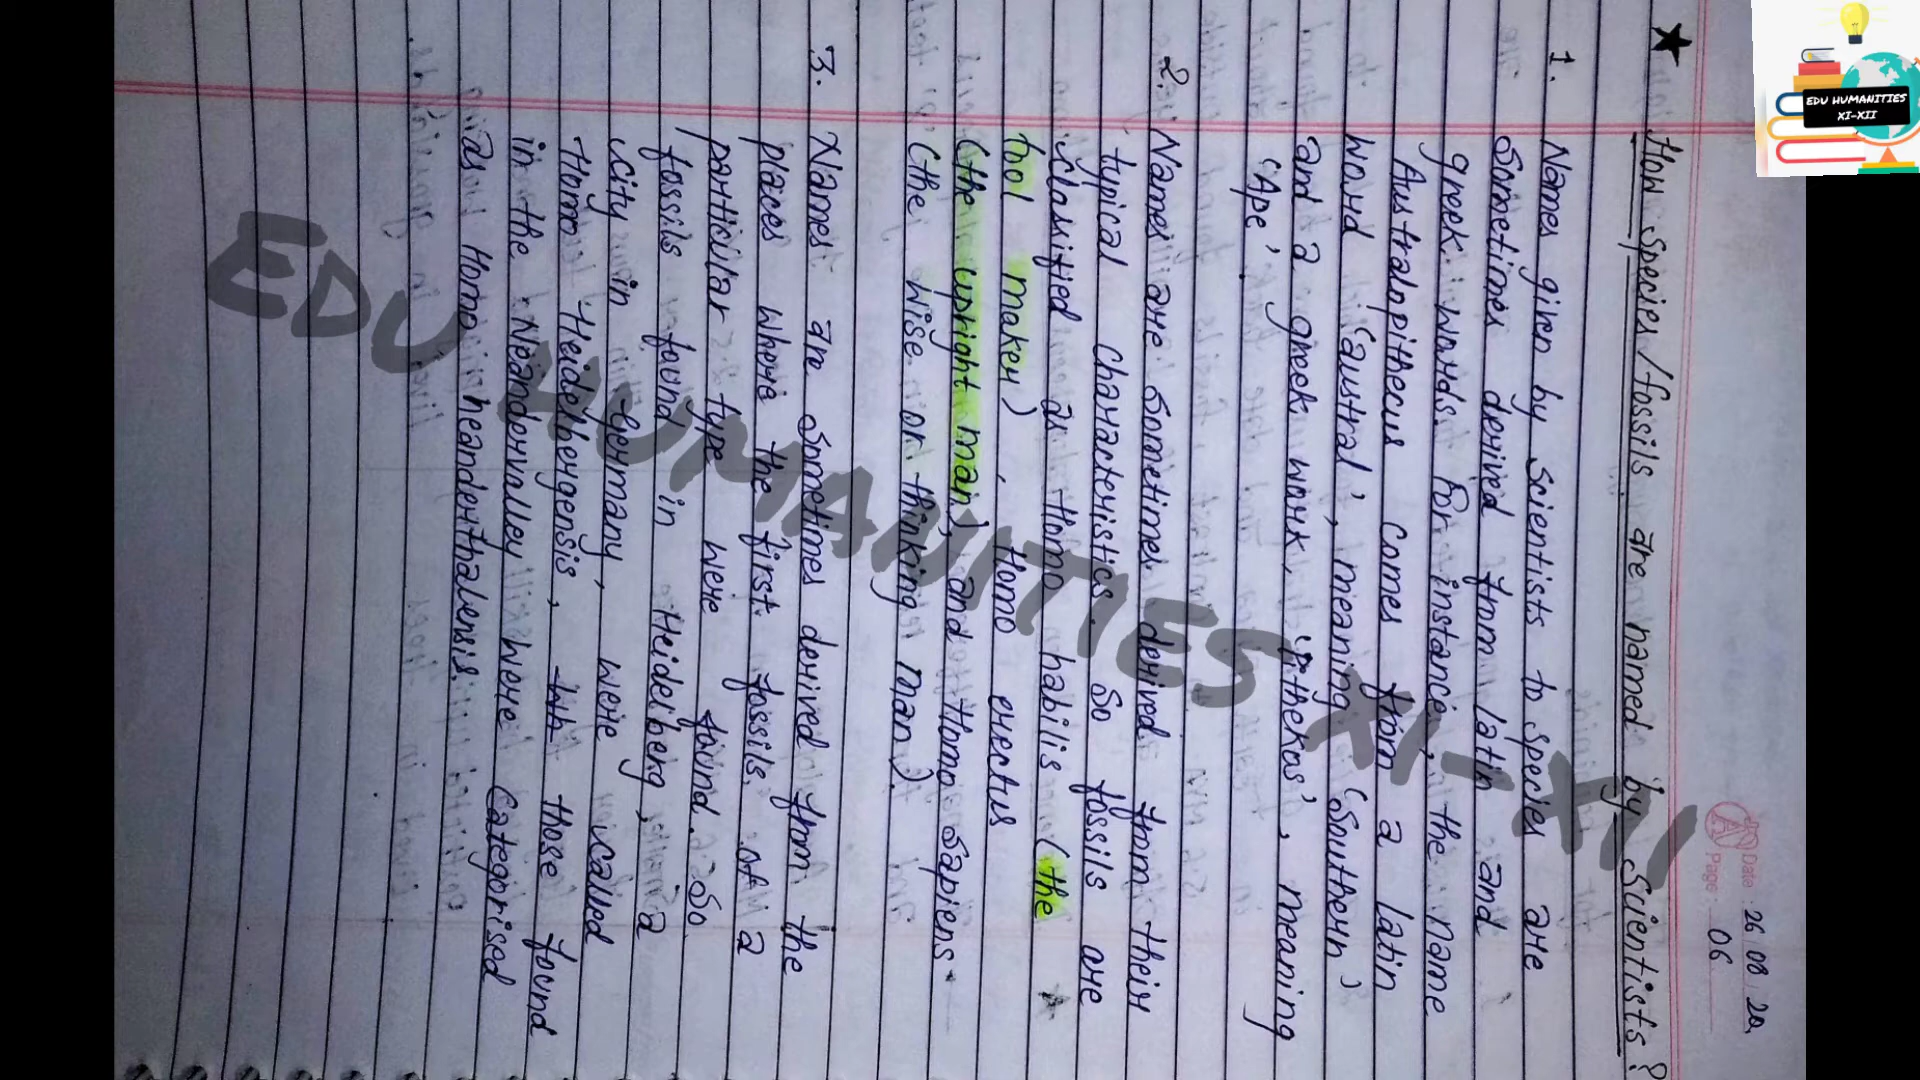 Date : 26 08 20
Page : 06
EDU HUMANITIES
XI-XII
★ How species/fossils are named by scientists?
1. Names given by scientists to species are
sometimes derived from latin and
greek words. For instance, the name
Australopithecus comes from a latin
word 'austral', meaning 'Southern'
and a greek work, 'pithekos', meaning
'Ape'.
2. Names are sometimes derived from their
typical characteristics. So fossils are
classified as Homo habilis (the
tool maker), Homo erectus
(the upright man), and Homo sapiens
(the wise or thinking man).
3. Names are sometimes derived from the
places where the first fossils of a
particular type were found. So
fossils found in Heidelberg, a
city in Germany, were called
Homo Heidelbergensis, those found
in the Neander valley were categorised
as Homo neanderthalensis.
EDU HUMANITIES XI-XII